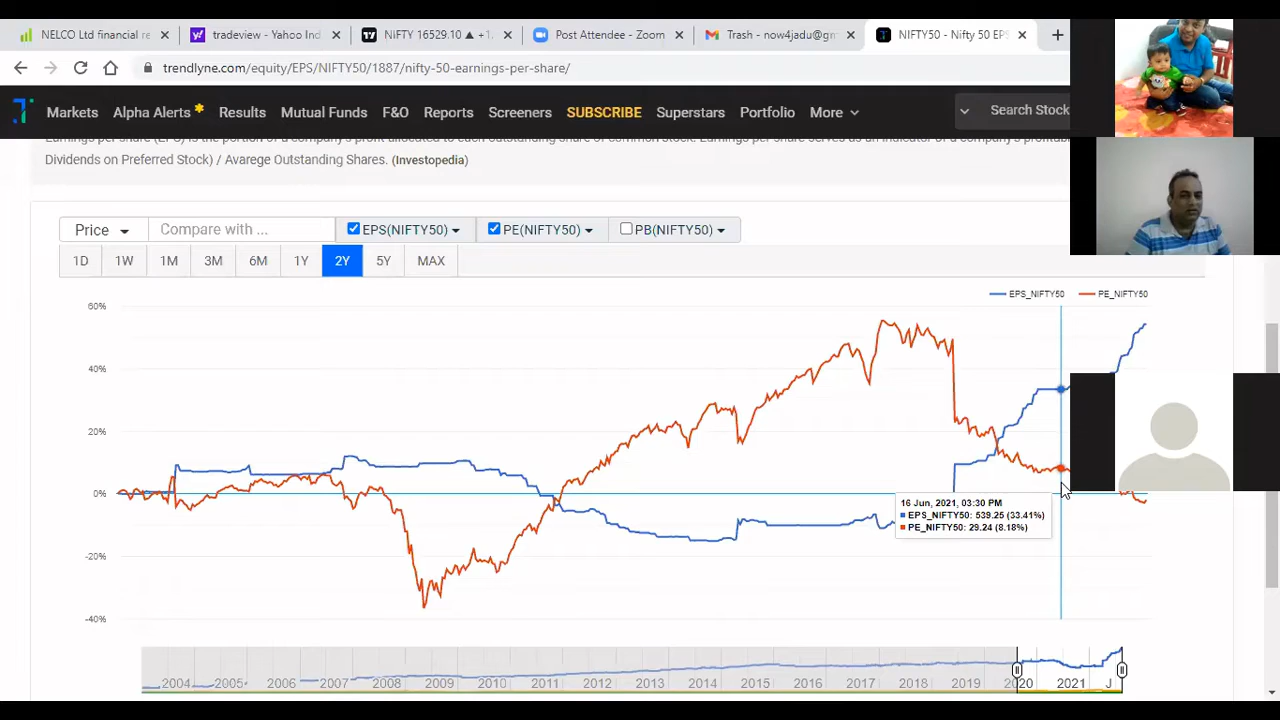 NELCO Ltd financial re
tradeview - Yahoo Ind
NIFTY 16529.10 ▲
Post Attendee - Zoom
Trash - now4jadu@gm
NIFTY50 - Nifty 50 EPS
trendlyne.com/equity/EPS/NIFTY50/1887/nifty-50-earnings-per-share/
Markets Alpha Alerts Results Mutual Funds F&O Reports Screeners SUBSCRIBE Superstars Portfolio More Search Stock
Dividends on Preferred Stock) / Avarege Outstanding Shares. (Investopedia)
Price Compare with ... EPS(NIFTY50) PE(NIFTY50) PB(NIFTY50)
1D 1W 1M 3M 6M 1Y 2Y 5Y MAX
EPS_NIFTY50 PE_NIFTY50
60%
40%
20%
0%
-20%
-40%
16 Jun, 2021, 03:30 PM
EPS_NIFTY50: 539.25 (33.41%)
PE_NIFTY50: 29.24 (8.18%)
2004 2005 2006 2007 2008 2009 2010 2011 2012 2013 2014 2015 2016 2017 2018 2019 2020 2021 J